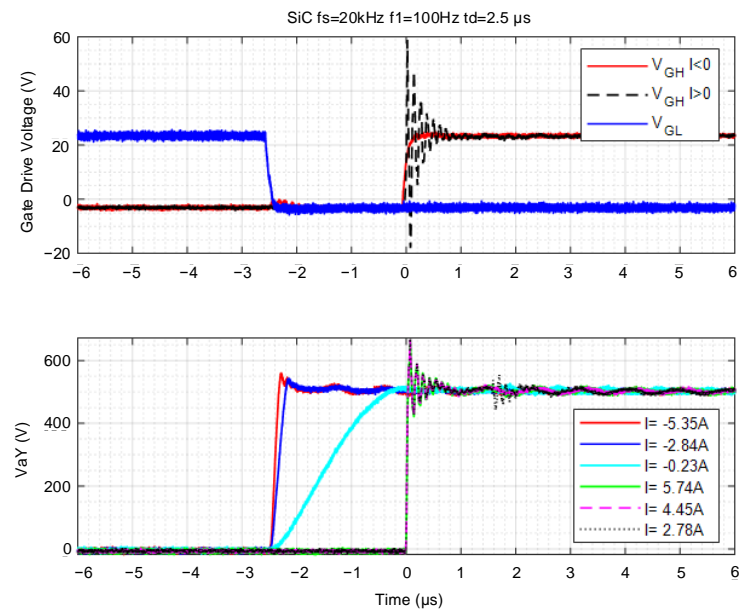 SiC fs=20kHz f1=100Hz td=2.5 µs
Gate Drive Voltage (V)
60
40
20
0
−20
V_GH I<0
V_GH I>0
V_GL
−6 −5 −4 −3 −2 −1 0 1 2 3 4 5 6
VaY (V)
600
400
200
0
I= -5.35A
I= -2.84A
I= -0.23A
I= 5.74A
I= 4.45A
I= 2.78A
−6 −5 −4 −3 −2 −1 0 1 2 3 4 5 6
Time (µs)